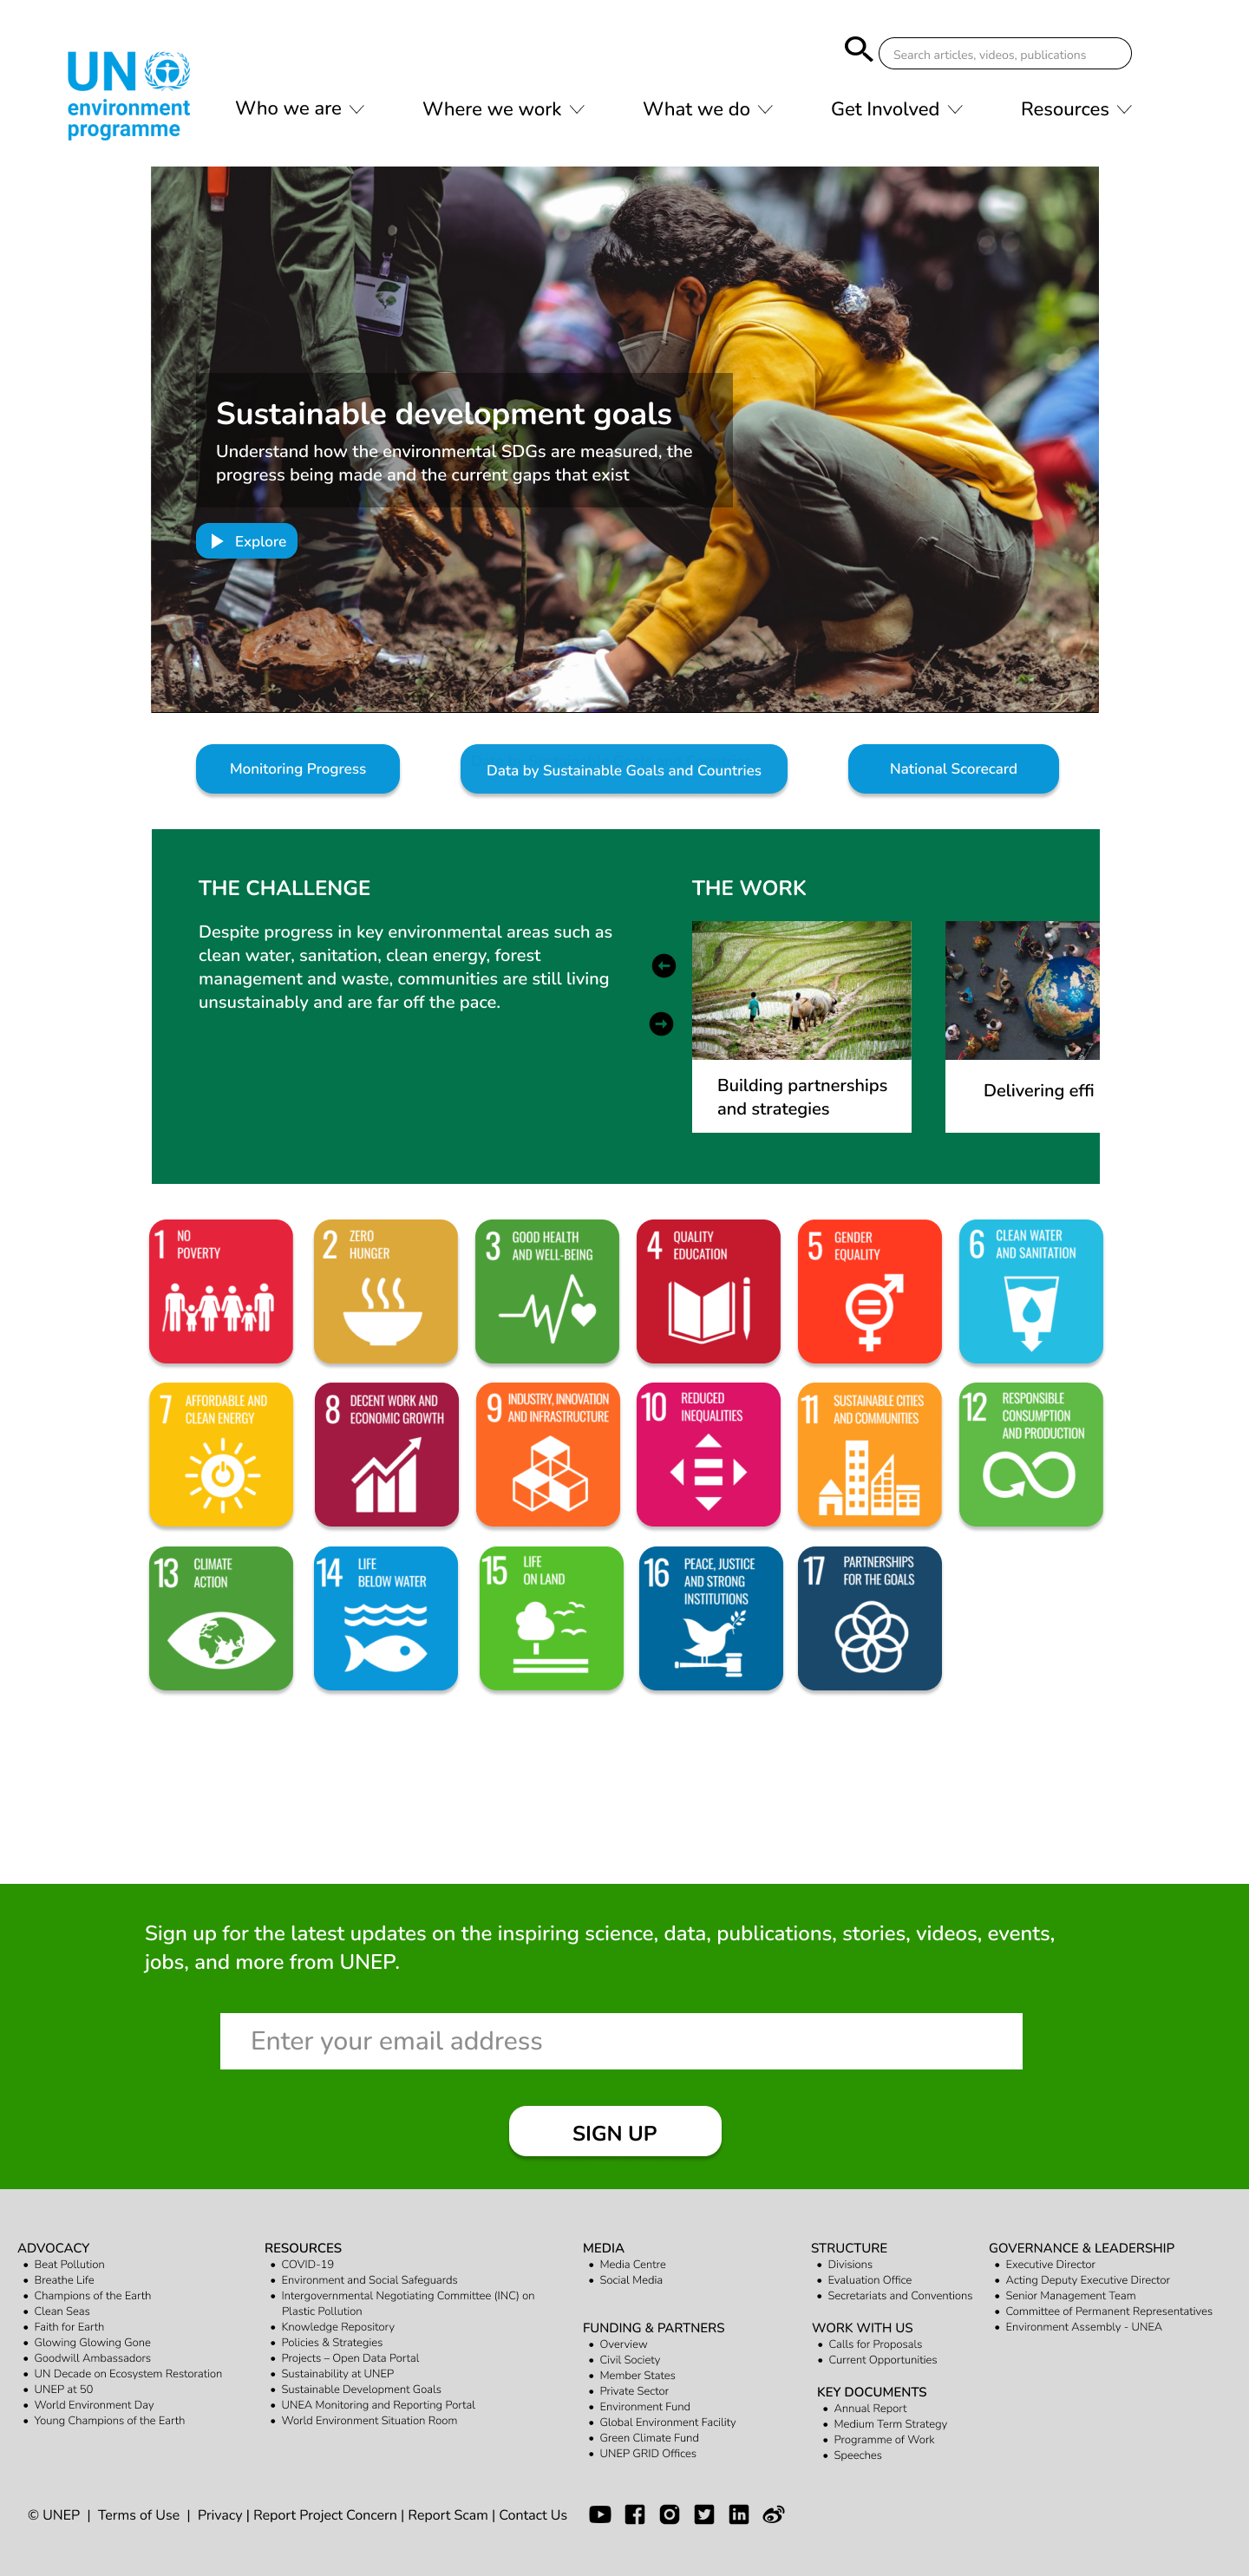 UN
environment
programme
Search articles, videos, publications
Who we are
Where we work
What we do
Get Involved
Resources
Sustainable development goals
Understand how the environmental SDGs are measured, the
progress being made and the current gaps that exist
Explore
Monitoring Progress
Data by Sustainable Goals and Countries
National Scorecard
THE CHALLENGE
Despite progress in key environmental areas such as
clean water, sanitation, clean energy, forest
management and waste, communities are still living
unsustainably and are far off the pace.
THE WORK
Building partnerships
and strategies
Delivering effi
1 NO
POVERTY
2 ZERO
HUNGER
3 GOOD HEALTH
AND WELL-BEING
4 QUALITY
EDUCATION
5 GENDER
EQUALITY
6 CLEAN WATER
AND SANITATION
7 AFFORDABLE AND
CLEAN ENERGY
8 DECENT WORK AND
ECONOMIC GROWTH
9 INDUSTRY, INNOVATION
AND INFRASTRUCTURE
10 REDUCED
INEQUALITIES
11 SUSTAINABLE CITIES
AND COMMUNITIES
12 RESPONSIBLE
CONSUMPTION
AND PRODUCTION
13 CLIMATE
ACTION
14 LIFE
BELOW WATER
15 LIFE
ON LAND
16 PEACE, JUSTICE
AND STRONG
INSTITUTIONS
17 PARTNERSHIPS
FOR THE GOALS
Sign up for the latest updates on the inspiring science, data, publications, stories, videos, events,
jobs, and more from UNEP.
Enter your email address
SIGN UP
ADVOCACY
• Beat Pollution
• Breathe Life
• Champions of the Earth
• Clean Seas
• Faith for Earth
• Glowing Glowing Gone
• Goodwill Ambassadors
• UN Decade on Ecosystem Restoration
• UNEP at 50
• World Environment Day
• Young Champions of the Earth
RESOURCES
• COVID-19
• Environment and Social Safeguards
• Intergovernmental Negotiating Committee (INC) on
Plastic Pollution
• Knowledge Repository
• Policies & Strategies
• Projects – Open Data Portal
• Sustainability at UNEP
• Sustainable Development Goals
• UNEA Monitoring and Reporting Portal
• World Environment Situation Room
MEDIA
• Media Centre
• Social Media
FUNDING & PARTNERS
• Overview
• Civil Society
• Member States
• Private Sector
• Environment Fund
• Global Environment Facility
• Green Climate Fund
• UNEP GRID Offices
STRUCTURE
• Divisions
• Evaluation Office
• Secretariats and Conventions
WORK WITH US
• Calls for Proposals
• Current Opportunities
KEY DOCUMENTS
• Annual Report
• Medium Term Strategy
• Programme of Work
• Speeches
GOVERNANCE & LEADERSHIP
• Executive Director
• Acting Deputy Executive Director
• Senior Management Team
• Committee of Permanent Representatives
• Environment Assembly - UNEA
© UNEP | Terms of Use | Privacy | Report Project Concern | Report Scam | Contact Us